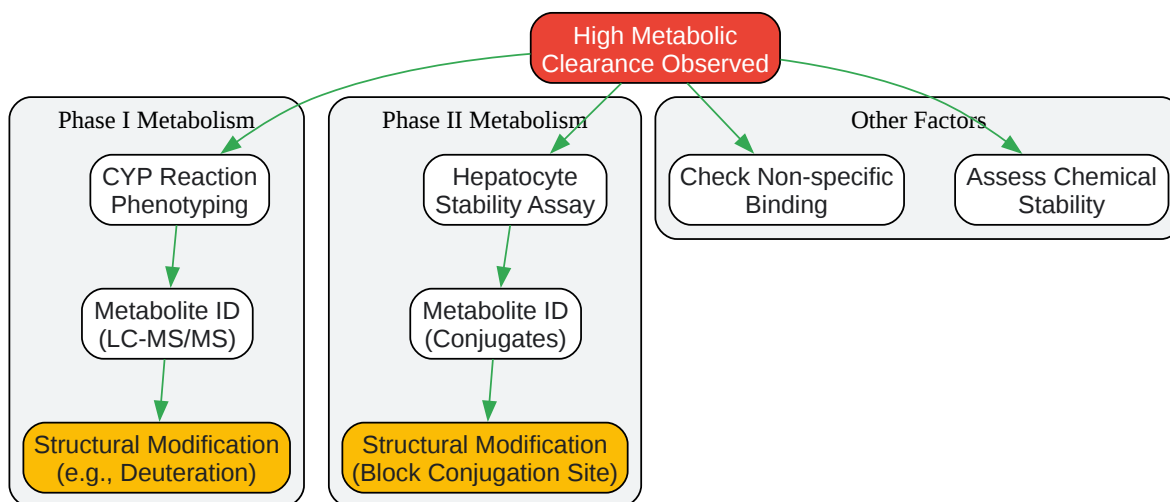 High Metabolic
Clearance Observed
Phase I Metabolism
CYP Reaction
Phenotyping
Metabolite ID
(LC-MS/MS)
Structural Modification
(e.g., Deuteration)
Phase II Metabolism
Hepatocyte
Stability Assay
Metabolite ID
(Conjugates)
Structural Modification
(Block Conjugation Site)
Other Factors
Check Non-specific
Binding
Assess Chemical
Stability